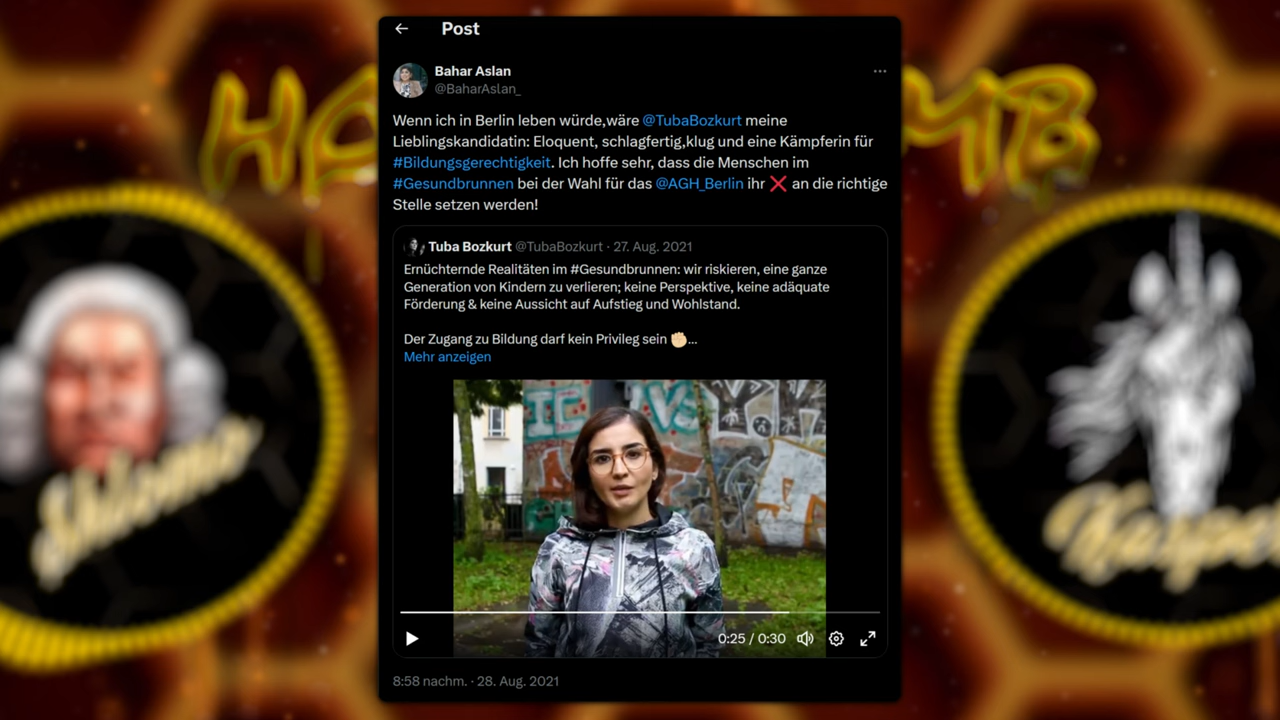 Post
Bahar Aslan
@BaharAslan_
Wenn ich in Berlin leben würde,wäre @TubaBozkurt meine
Lieblingskandidatin: Eloquent, schlagfertig,klug und eine Kämpferin für
#Bildungsgerechtigkeit. Ich hoffe sehr, dass die Menschen im
#Gesundbrunnen bei der Wahl für das @AGH_Berlin ihr ❌ an die richtige
Stelle setzen werden!
Tuba Bozkurt @TubaBozkurt · 27. Aug. 2021
Ernüchternde Realitäten im #Gesundbrunnen: wir riskieren, eine ganze
Generation von Kindern zu verlieren; keine Perspektive, keine adäquate
Förderung & keine Aussicht auf Aufstieg und Wohlstand.
Der Zugang zu Bildung darf kein Privileg sein ✊🏼...
Mehr anzeigen
0:25 / 0:30
8:58 nachm. · 28. Aug. 2021
Shlomo